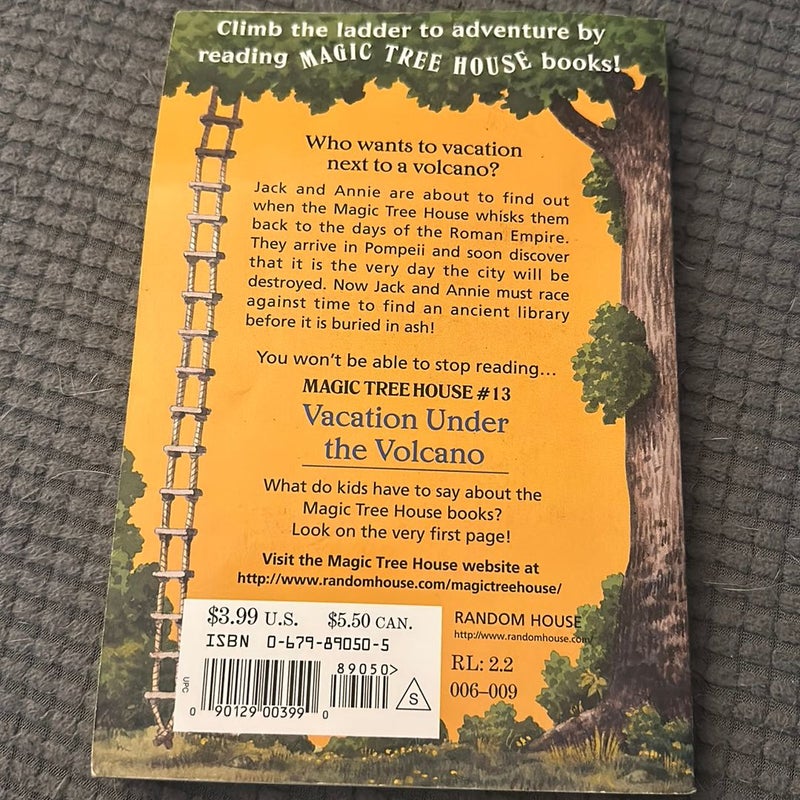 Climb the ladder to adventure by
reading MAGIC TREE HOUSE books!
Who wants to vacation
next to a volcano?
Jack and Annie are about to find out
when the Magic Tree House whisks them
back to the days of the Roman Empire.
They arrive in Pompeii and soon discover
that it is the very day the city will be
destroyed. Now Jack and Annie must race
against time to find an ancient library
before it is buried in ash!
You won't be able to stop reading...
MAGIC TREE HOUSE #13
Vacation Under
the Volcano
What do kids have to say about the
Magic Tree House books?
Look on the very first page!
Visit the Magic Tree House website at
http://www.randomhouse.com/magictreehouse/
$3.99 U.S. $5.50 CAN.
ISBN 0-679-89050-5
89050>
UPC
0 90129 00399 0
S
RANDOM HOUSE
http://www.randomhouse.com/
RL: 2.2
006–009